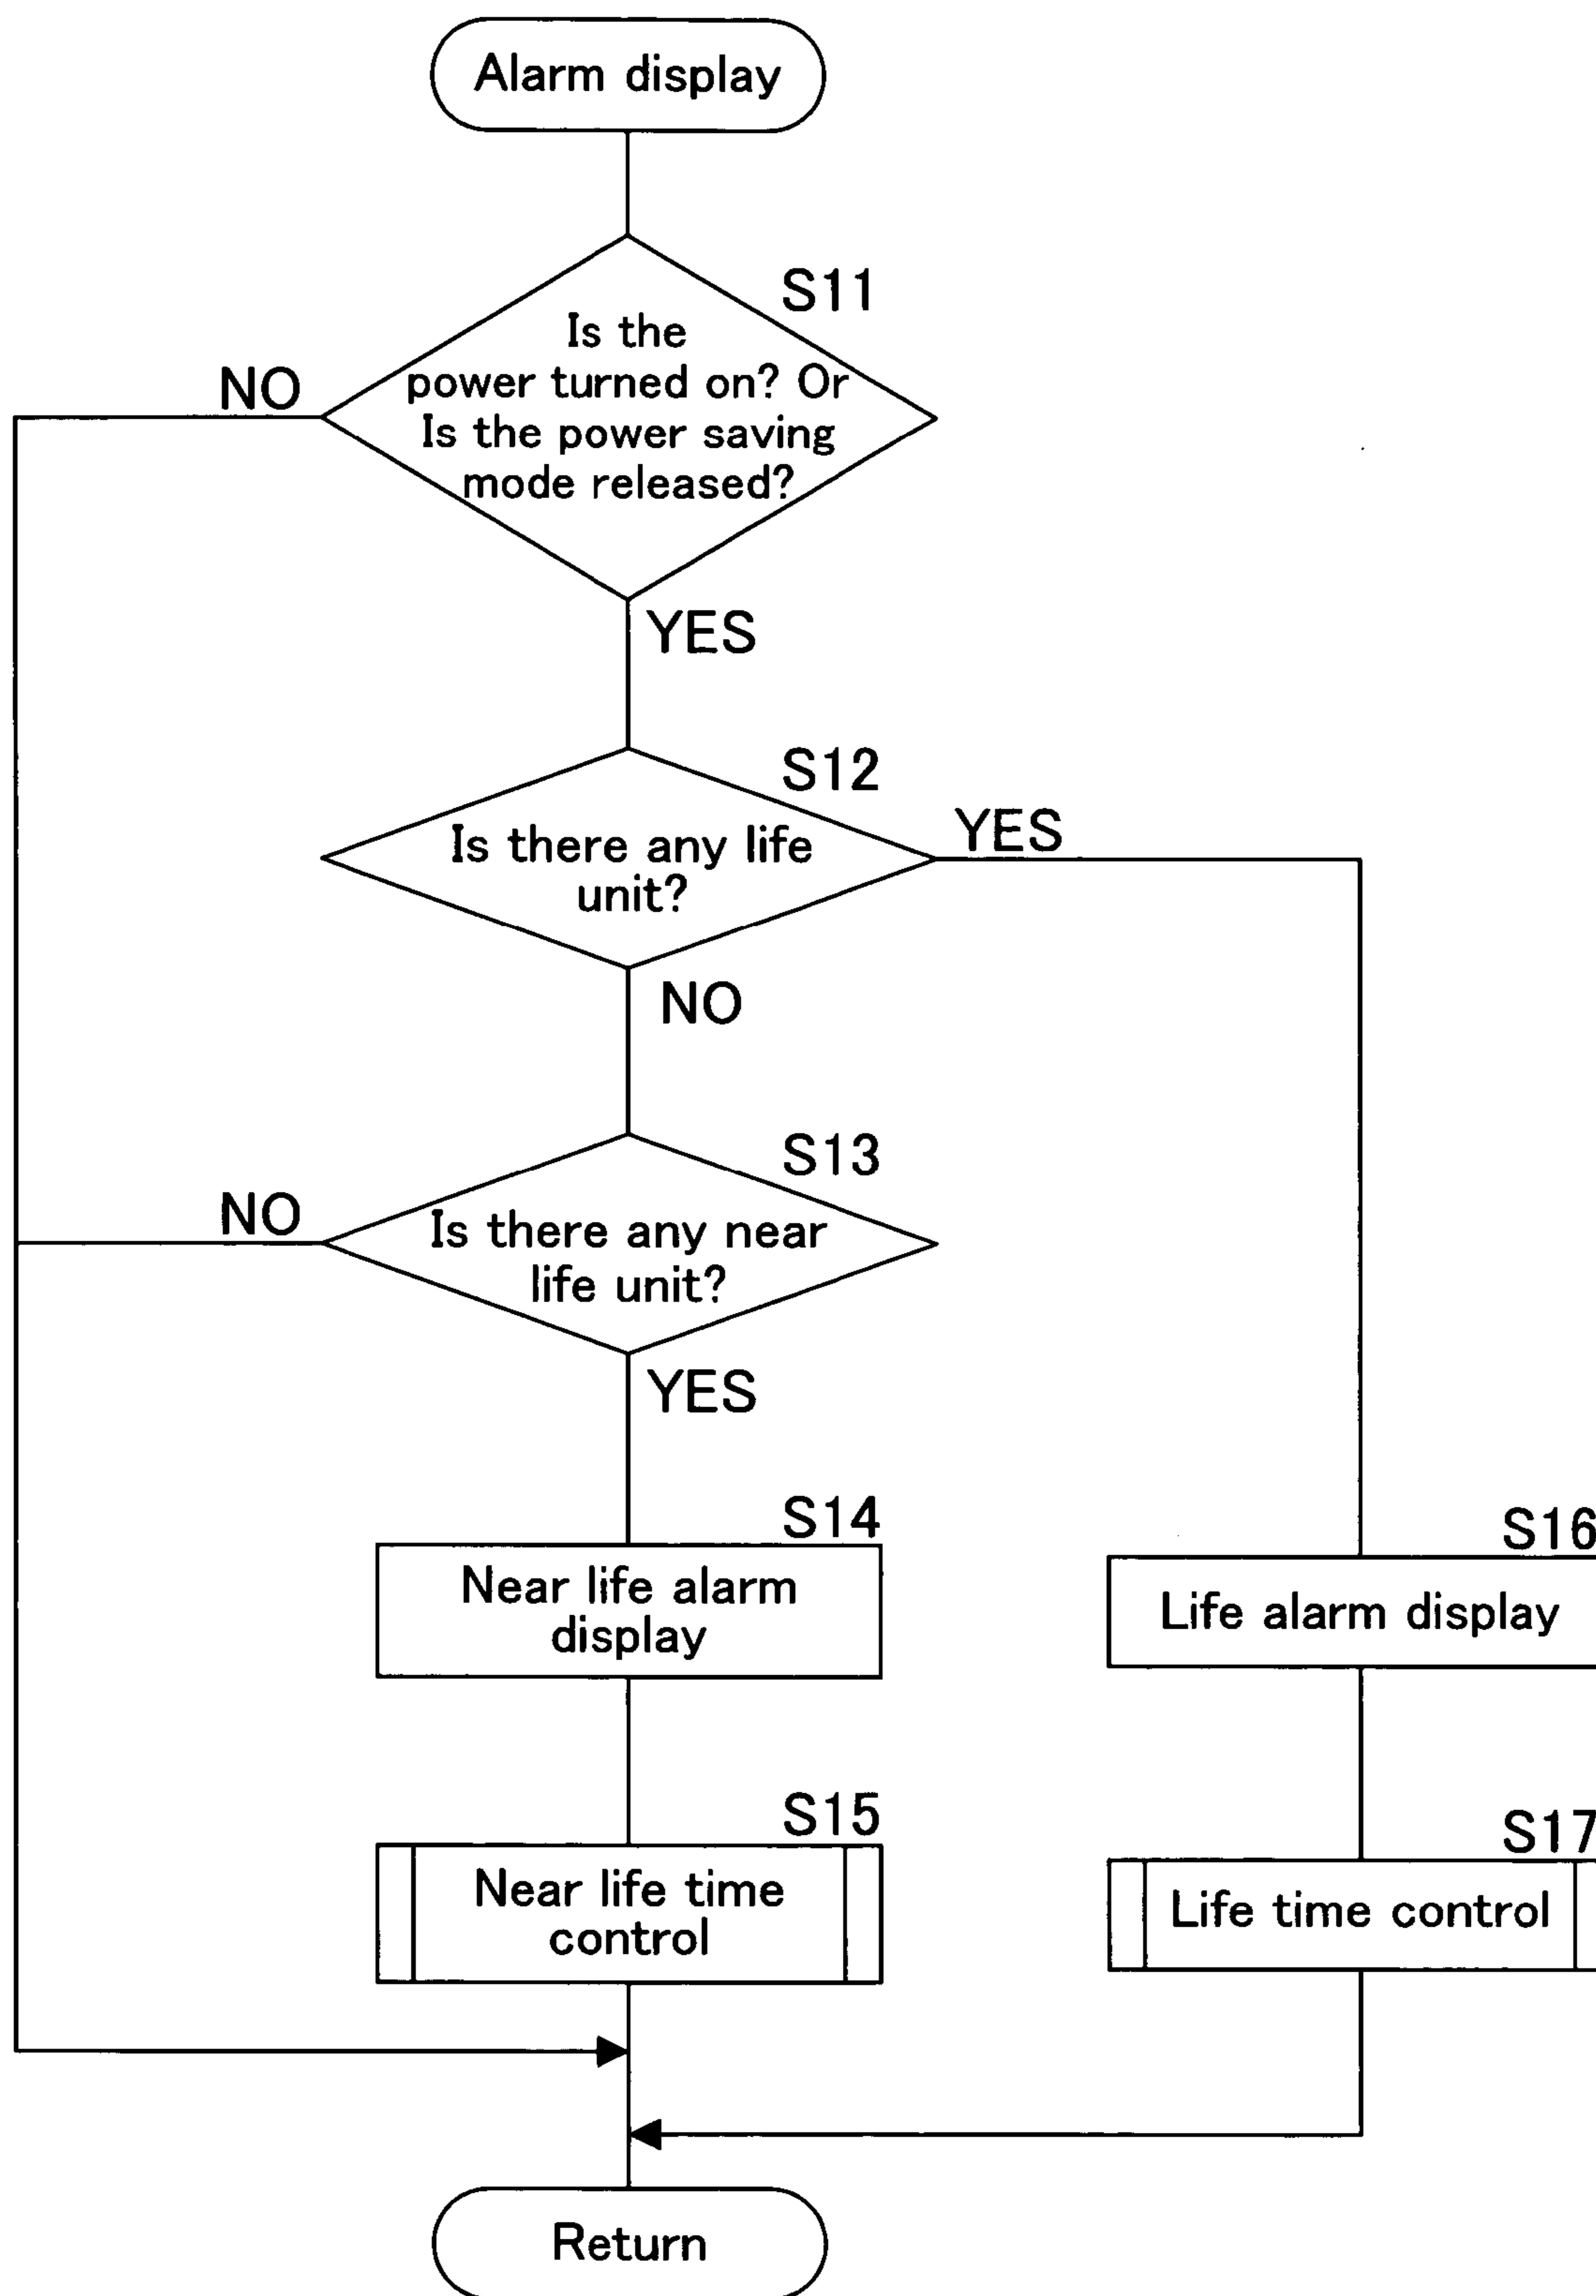 Alarm display
S11
Is the
power turned on? Or
Is the power saving
mode released?
NO
YES
S12
Is there any life
unit?
YES
NO
S13
Is there any near
life unit?
NO
YES
S14
Near life alarm
display
S16
Life alarm display
S15
Near life time
control
S17
Life time control
Return